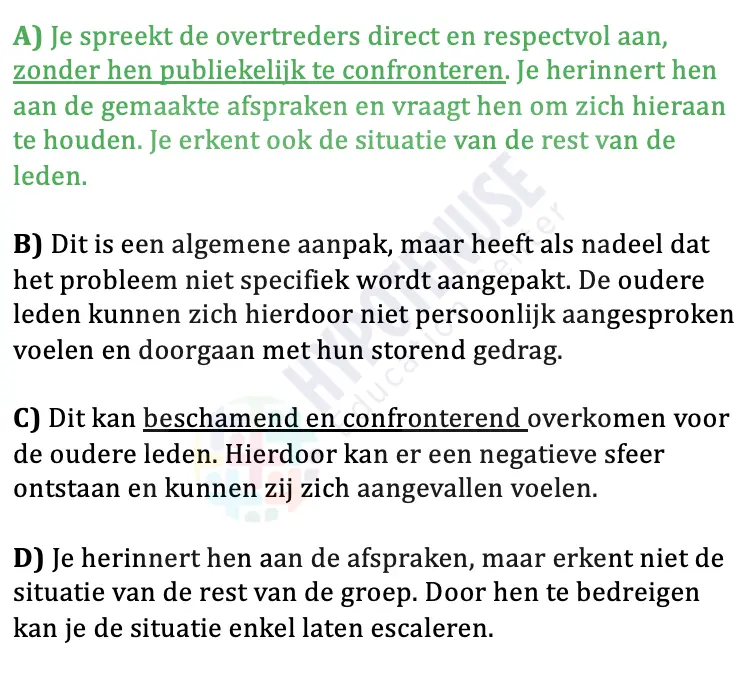 A) Je spreekt de overtreders direct en respectvol aan,
zonder hen publiekelijk te confronteren. Je herinnert hen
aan de gemaakte afspraken en vraagt hen om zich hieraan
te houden. Je erkent ook de situatie van de rest van de
leden.
B) Dit is een algemene aanpak, maar heeft als nadeel dat
het probleem niet specifiek wordt aangepakt. De oudere
leden kunnen zich hierdoor niet persoonlijk aangesproken
voelen en doorgaan met hun storend gedrag.
C) Dit kan beschamend en confronterend overkomen voor
de oudere leden. Hierdoor kan er een negatieve sfeer
ontstaan en kunnen zij zich aangevallen voelen.
D) Je herinnert hen aan de afspraken, maar erkent niet de
situatie van de rest van de groep. Door hen te bedreigen
kan je de situatie enkel laten escaleren.
HYPOTENUSE
Education Center